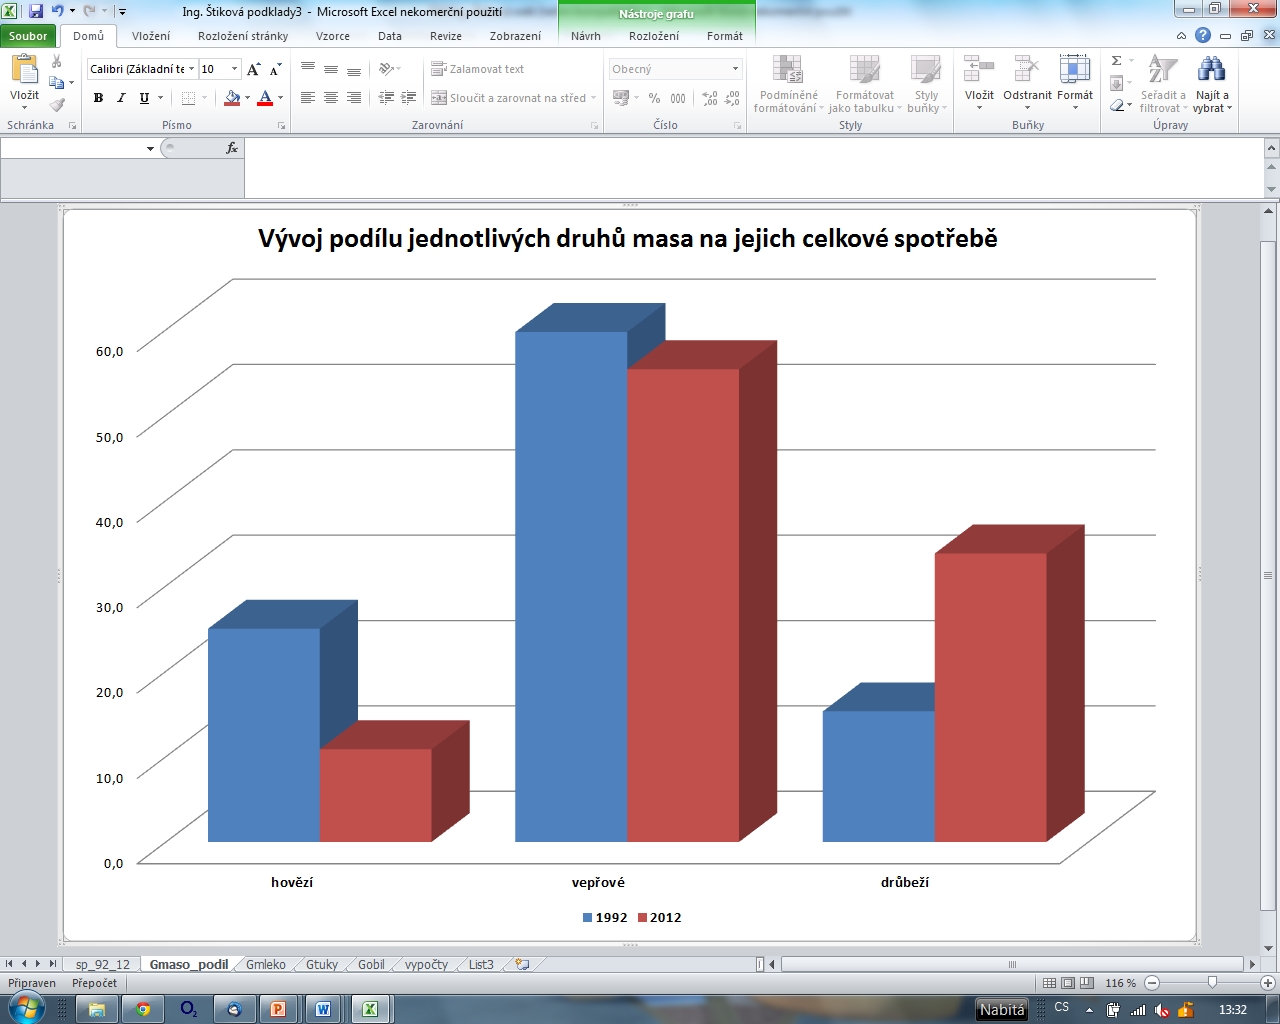 Ing. Štiková podklady3 - Microsoft Excel nekomerční použití
Nástroje grafu
Soubor Domů Vložení Rozložení stránky Vzorce Data Revize Zobrazení Návrh Rozložení Formát
Vložit
Schránka
Calibri (Základní te 10
B I U A A A
Písmo
Zalamovat text
Sloučit a zarovnat na střed
Zarovnání
Obecný
% 000 ,00 ,0
Číslo
Podmíněné formátování
Formátovat jako tabulku
Styly buňky
Styly
Vložit Odstranit Formát
Buňky
Σ
Seřadit a filtrovat
Najít a vybrat
Úpravy
fx
Vývoj podílu jednotlivých druhů masa na jejich celkové spotřebě
60,0
50,0
40,0
30,0
20,0
10,0
0,0
hovězí vepřové drůbeží
1992 2012
sp_92_12 Gmaso_podil Gmleko Gtuky Gobil vypočty List3
Připraven Přepočet 116 %
O2 P W X Nabitá CS 13:32